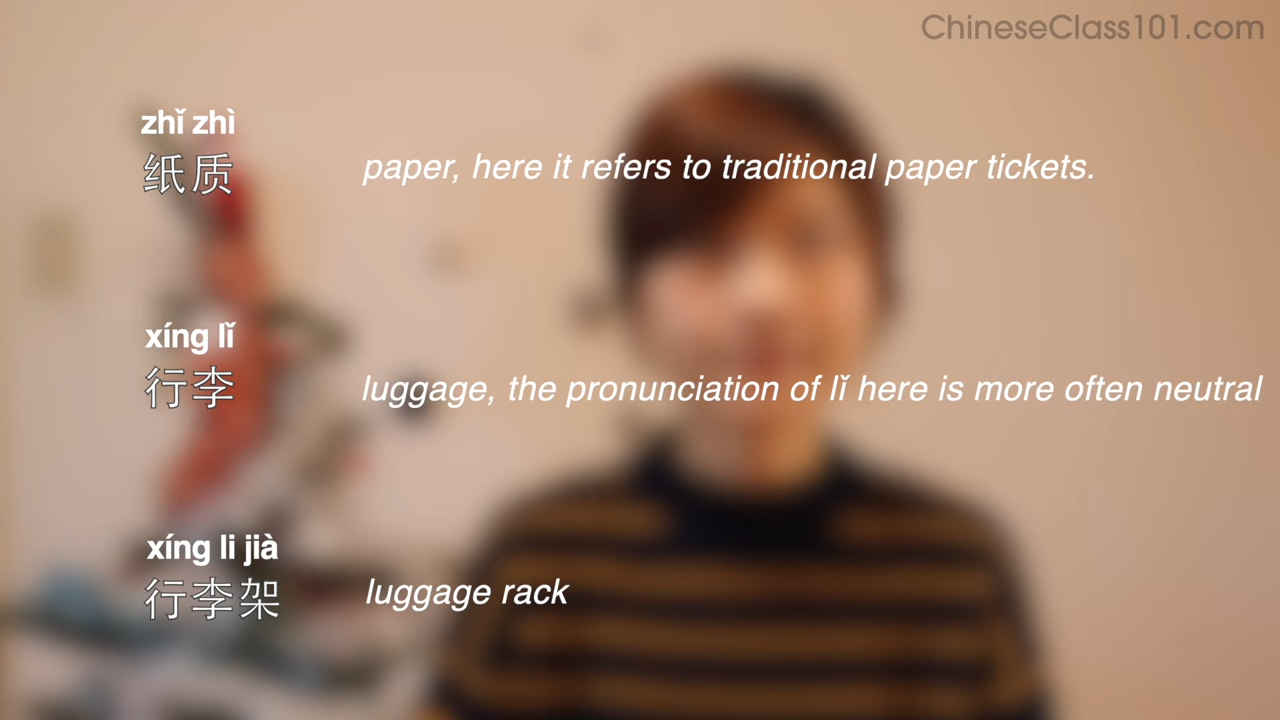 ChineseClass101.com
zhǐ zhì
纸质
paper, here it refers to traditional paper tickets.
xíng lǐ
行李
luggage, the pronunciation of lǐ here is more often neutral
xíng li jià
行李架
luggage rack